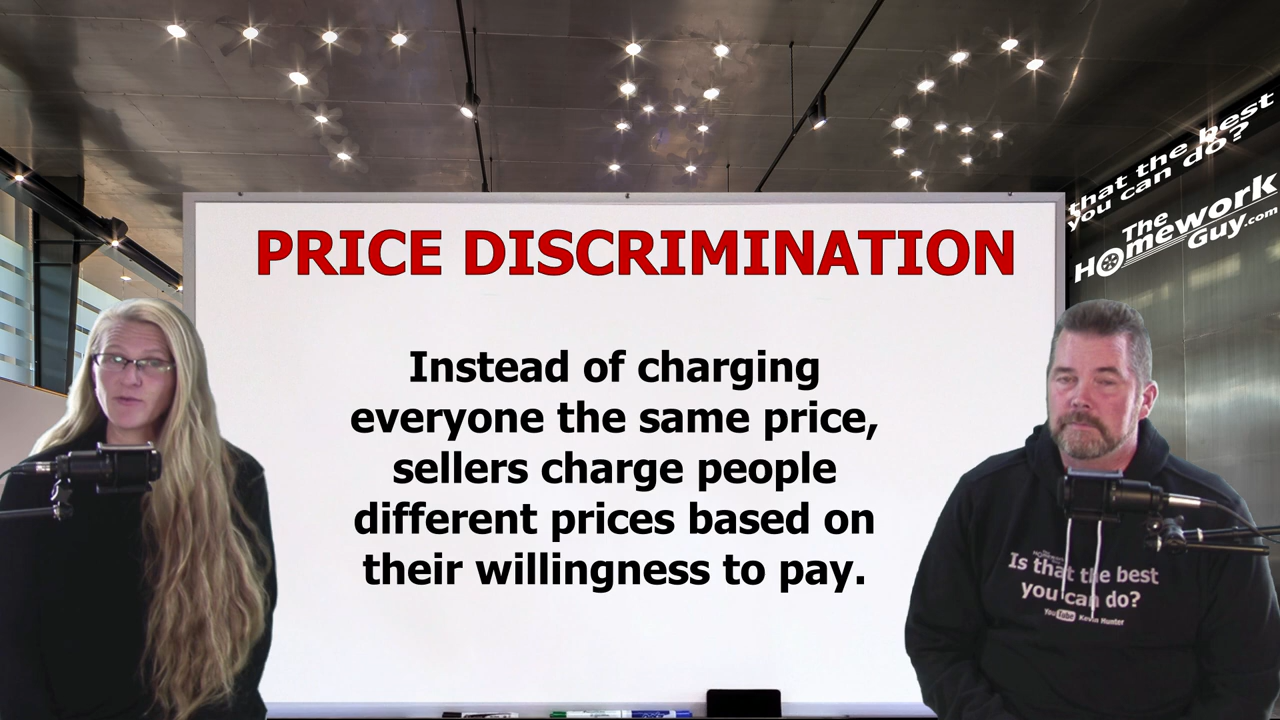 PRICE DISCRIMINATION
Instead of charging
everyone the same price,
sellers charge people
different prices based on
their willingness to pay.
that the best
you can do?
The
Homework
Guy.com
Is that the best
you can do?
YouTube Kevin Hunter